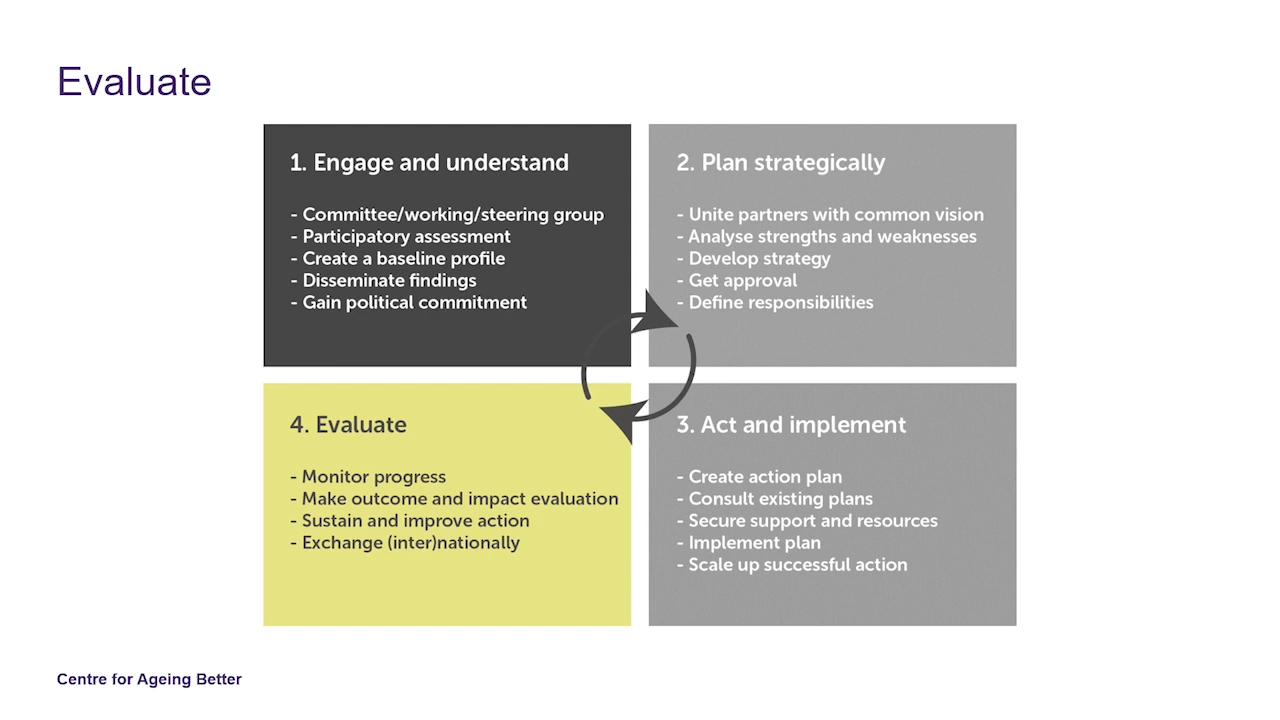 Evaluate
1. Engage and understand
- Committee/working/steering group
- Participatory assessment
- Create a baseline profile
- Disseminate findings
- Gain political commitment
2. Plan strategically
- Unite partners with common vision
- Analyse strengths and weaknesses
- Develop strategy
- Get approval
- Define responsibilities
4. Evaluate
- Monitor progress
- Make outcome and impact evaluation
- Sustain and improve action
- Exchange (inter)nationally
3. Act and implement
- Create action plan
- Consult existing plans
- Secure support and resources
- Implement plan
- Scale up successful action
Centre for Ageing Better